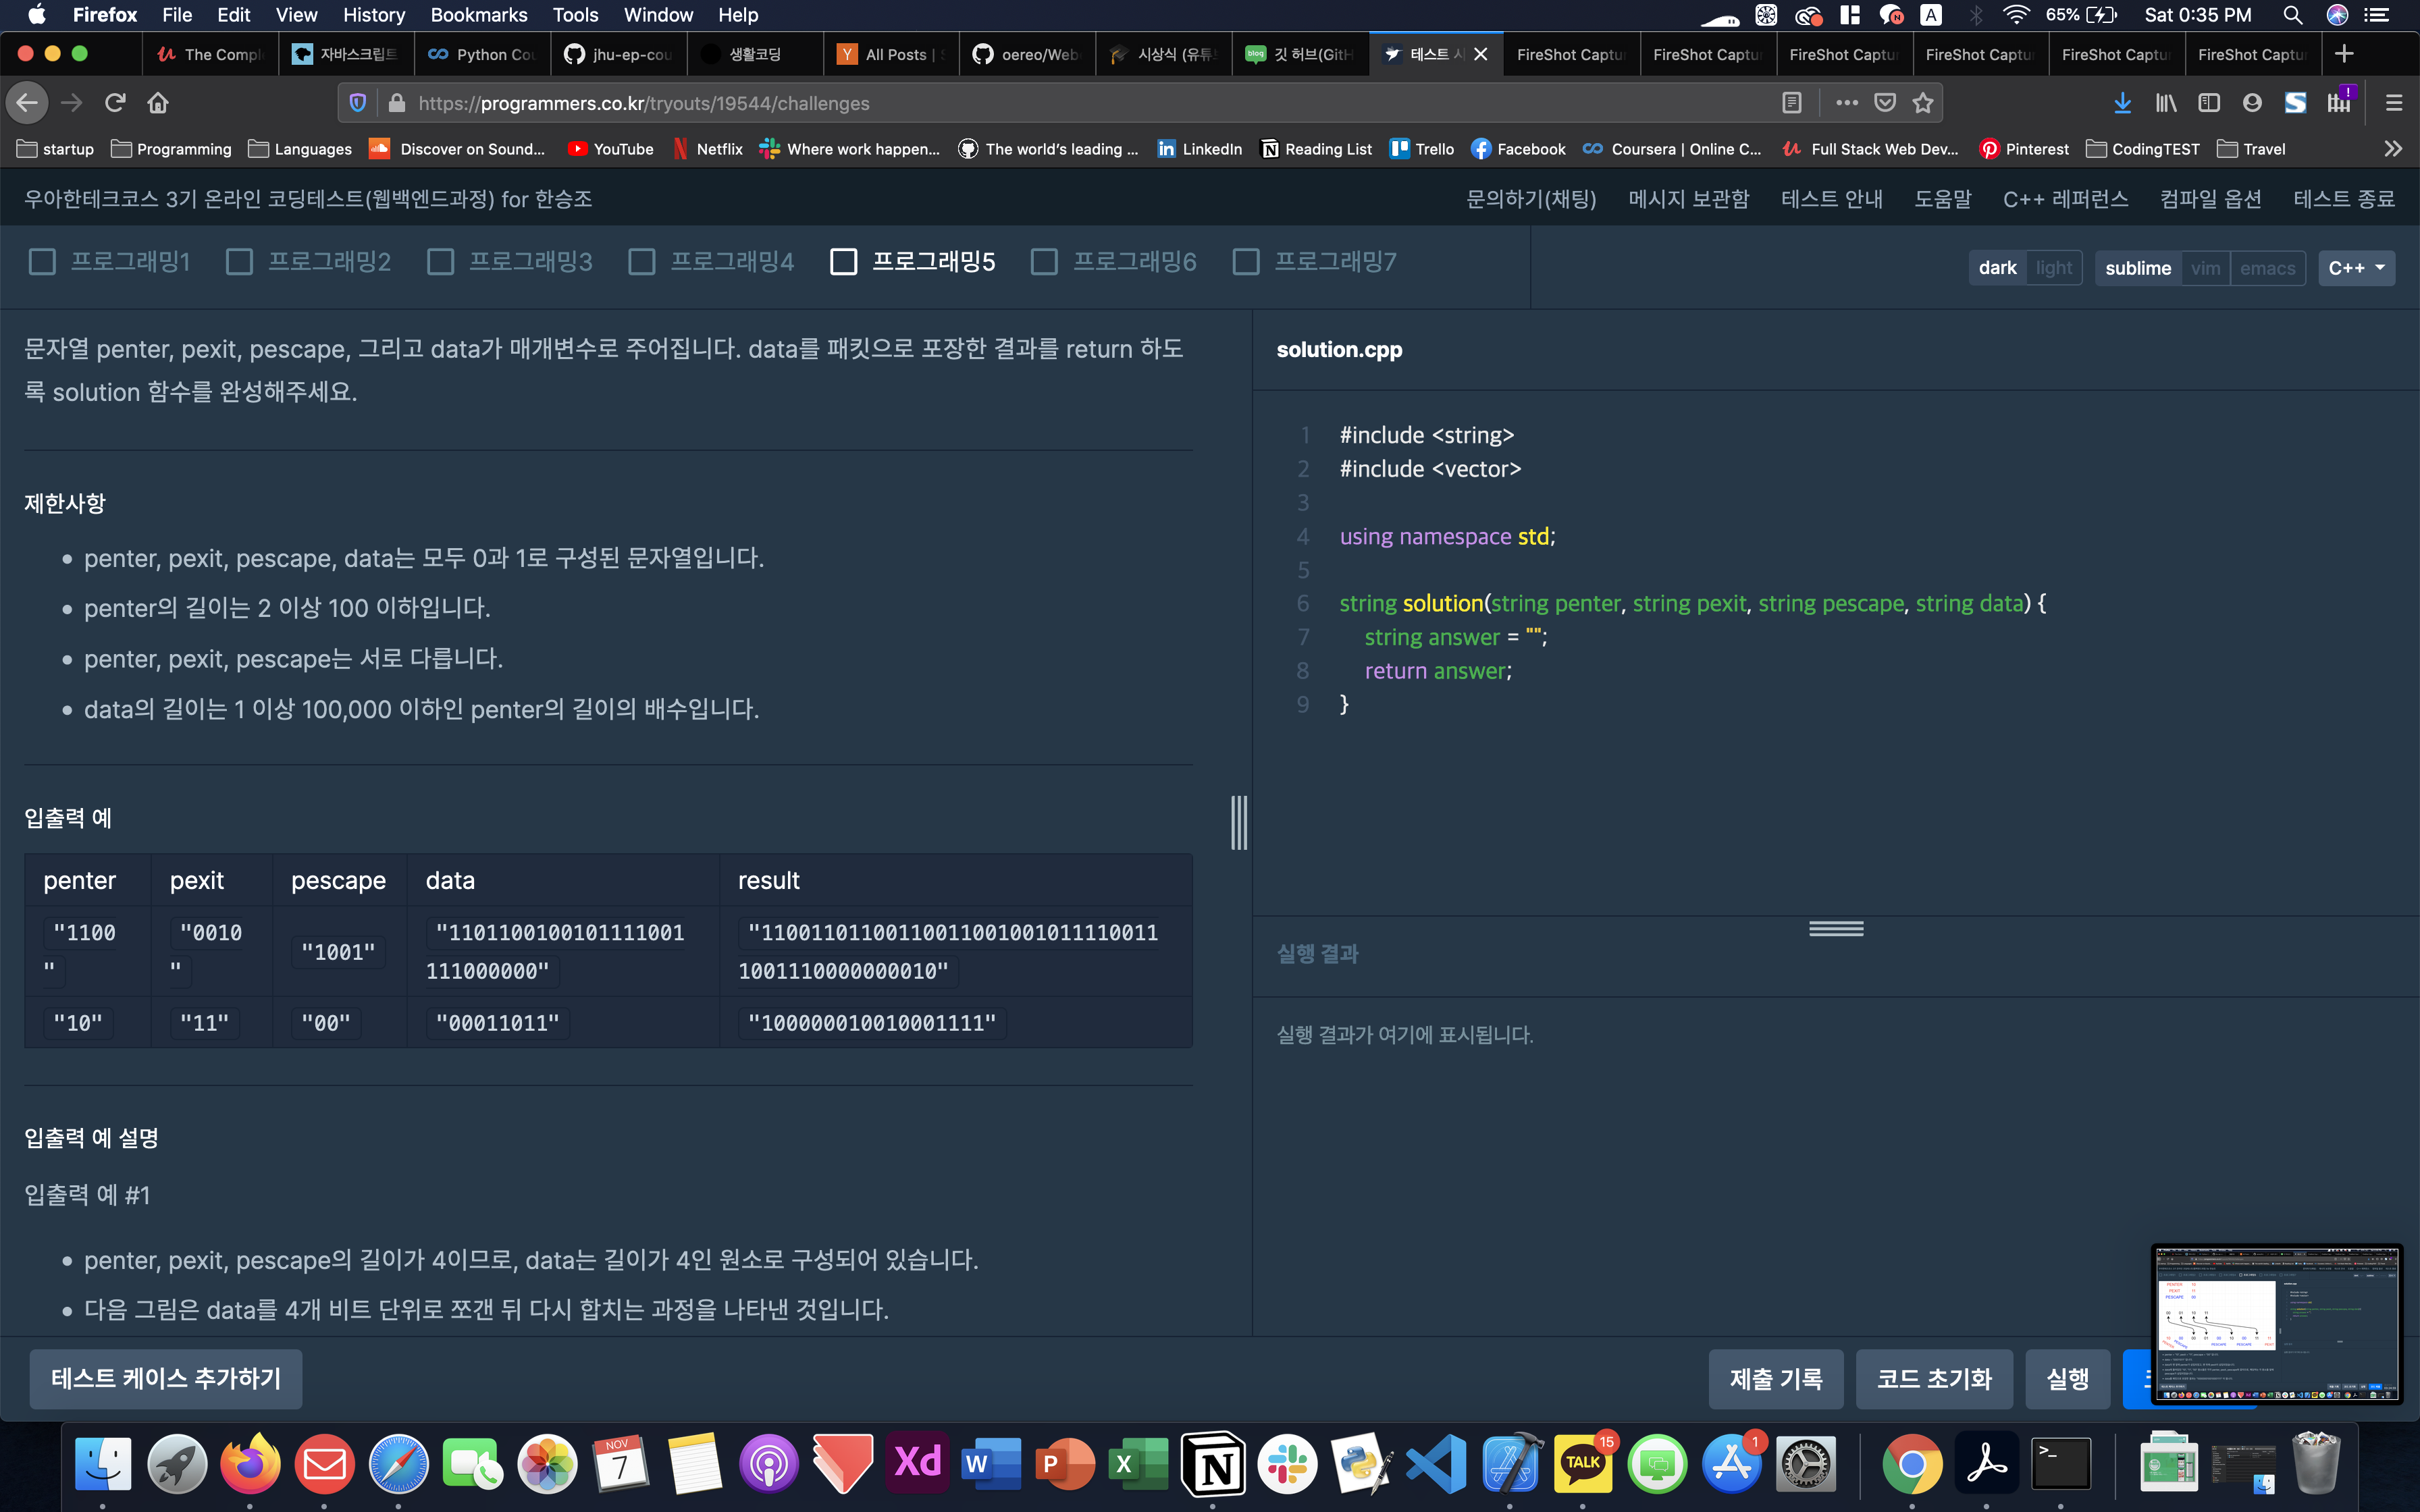 Firefox File Edit View History Bookmarks Tools Window Help 65% Sat 0:35 PM
The Compl 자바스크립트 Python Cou jhu-ep-cou 생활코딩 All Posts | oereo/Web 시상식 (유튜 깃 허브(GitH 테스트 시 FireShot Captur FireShot Captur FireShot Captur FireShot Captur FireShot Captur FireShot Captur
https://programmers.co.kr/tryouts/19544/challenges
startup Programming Languages Discover on Sound... YouTube Netflix Where work happen... The world's leading ... LinkedIn Reading List Trello Facebook Coursera | Online C... Full Stack Web Dev... Pinterest CodingTEST Travel
우아한테크코스 3기 온라인 코딩테스트(웹백엔드과정) for 한승조
문의하기(채팅) 메시지 보관함 테스트 안내 도움말 C++ 레퍼런스 컴파일 옵션 테스트 종료
프로그래밍1 프로그래밍2 프로그래밍3 프로그래밍4 프로그래밍5 프로그래밍6 프로그래밍7
dark light sublime vim emacs C++
문자열 penter, pexit, pescape, 그리고 data가 매개변수로 주어집니다. data를 패킷으로 포장한 결과를 return 하도
록 solution 함수를 완성해주세요.
제한사항
• penter, pexit, pescape, data는 모두 0과 1로 구성된 문자열입니다.
• penter의 길이는 2 이상 100 이하입니다.
• penter, pexit, pescape는 서로 다릅니다.
• data의 길이는 1 이상 100,000 이하인 penter의 길이의 배수입니다.
입출력 예
penter pexit pescape data result
"1100" "0010" "1001" "1101100100101111001
111000000" "110011011001100110010010111110011
10011110000000010"
"10" "11" "00" "00011011" "100000010010001111"
입출력 예 설명
입출력 예 #1
• penter, pexit, pescape의 길이가 4이므로, data는 길이가 4인 원소로 구성되어 있습니다.
• 다음 그림은 data를 4개 비트 단위로 쪼갠 뒤 다시 합치는 과정을 나타낸 것입니다.
solution.cpp
1 #include <string>
2 #include <vector>
3
4 using namespace std;
5
6 string solution(string penter, string pexit, string pescape, string data) {
7 string answer = "";
8 return answer;
9 }
실행 결과
실행 결과가 여기에 표시됩니다.
테스트 케이스 추가하기 제출 기록 코드 초기화 실행
NOV
7
Xd W P X N TALK 15 1